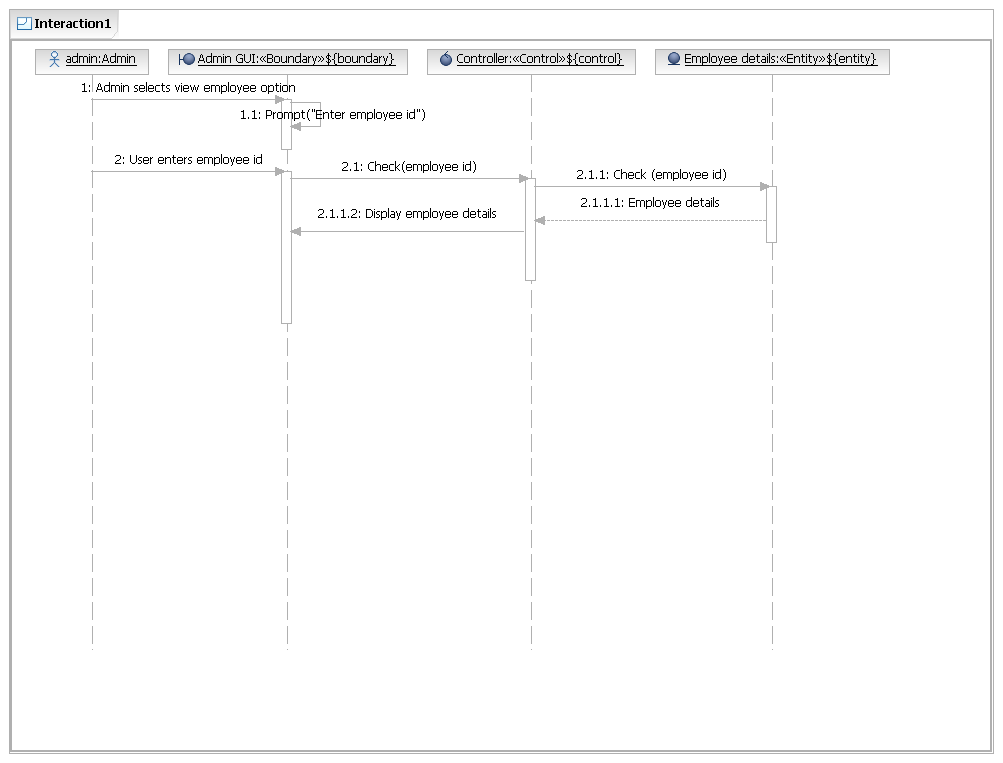 Interaction1
admin:Admin
Admin GUI:«Boundary»${boundary}
Controller:«Control»${control}
Employee details:«Entity»${entity}
1: Admin selects view employee option
1.1: Prompt("Enter employee id")
2: User enters employee id
2.1: Check(employee id)
2.1.1: Check (employee id)
2.1.1.1: Employee details
2.1.1.2: Display employee details